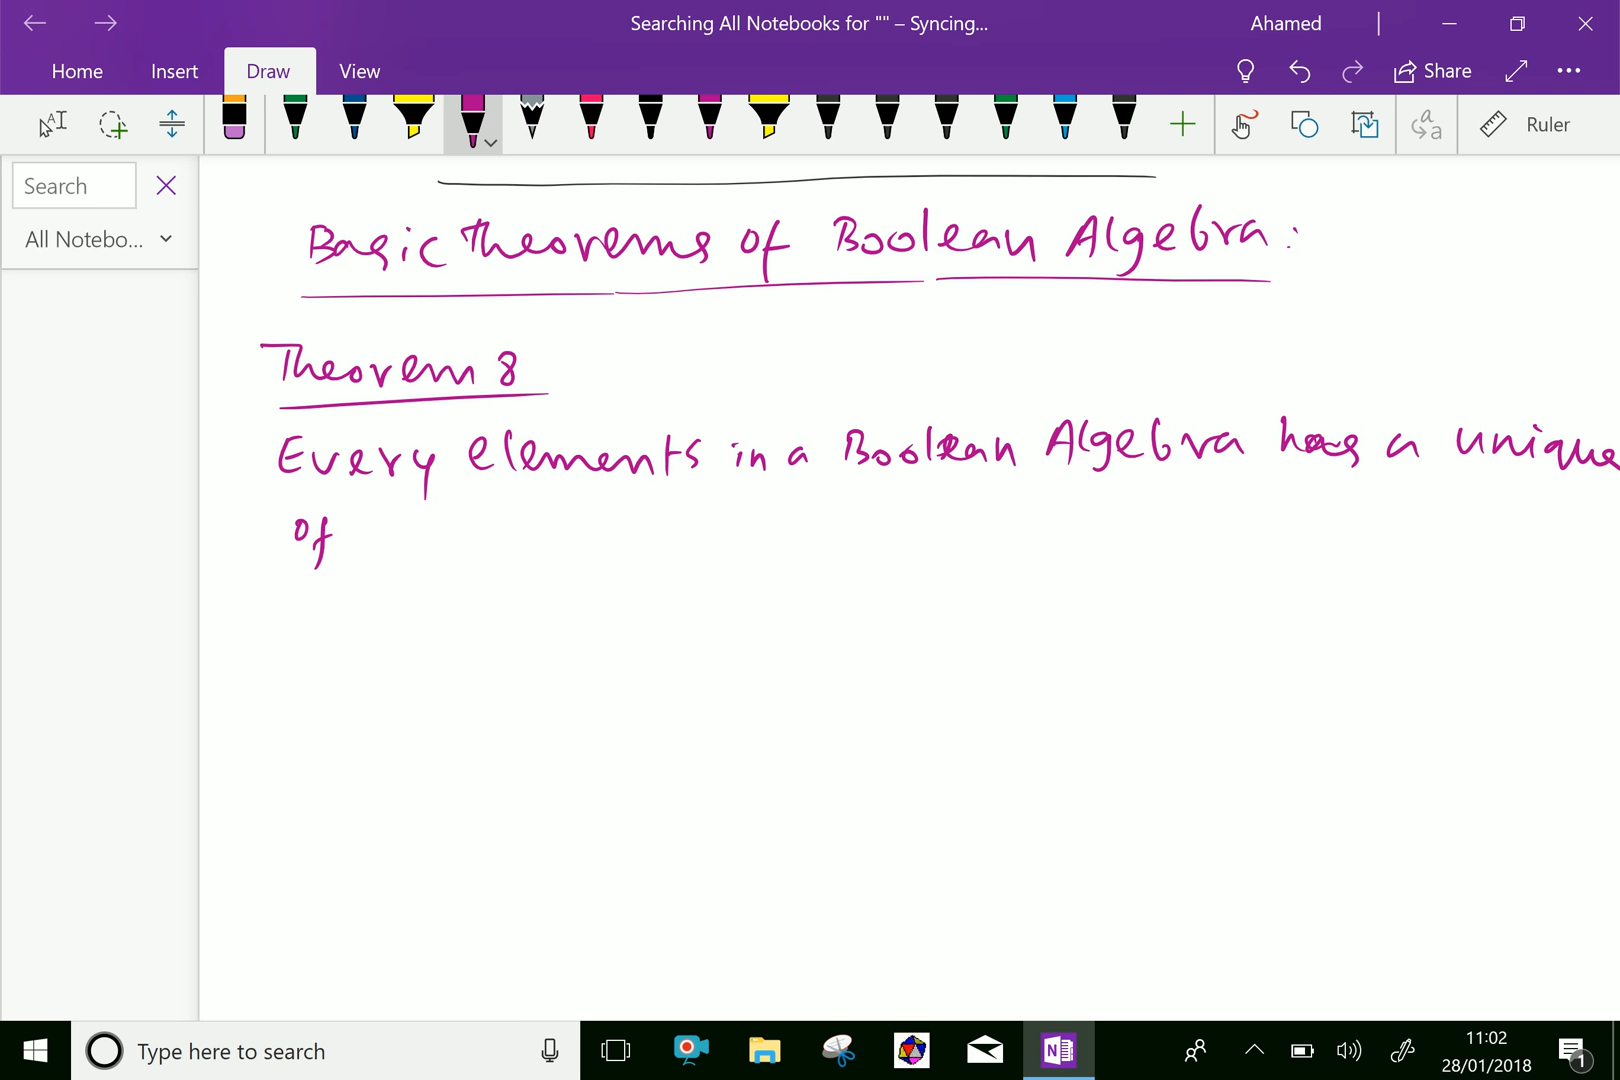 Searching All Notebooks for "" – Syncing...
Ahamed
Home Insert Draw View
Share
Ruler
Search
All Notebo...
Basic Theorems of Boolean Algebra:
Theorem 8
Every elements in a Boolean Algebra has a unique
of
Type here to search
11:02
28/01/2018
1